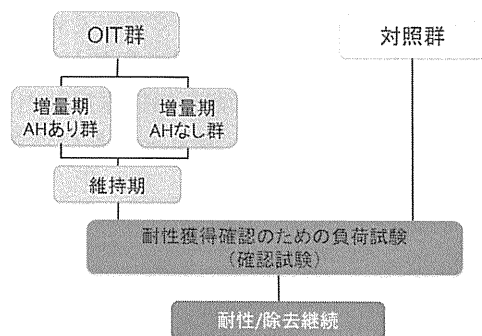 OIT群
対照群
増量期
AHあり群
増量期
AHなし群
維持期
耐性獲得確認のための負荷試験
(確認試験)
耐性/除去継続